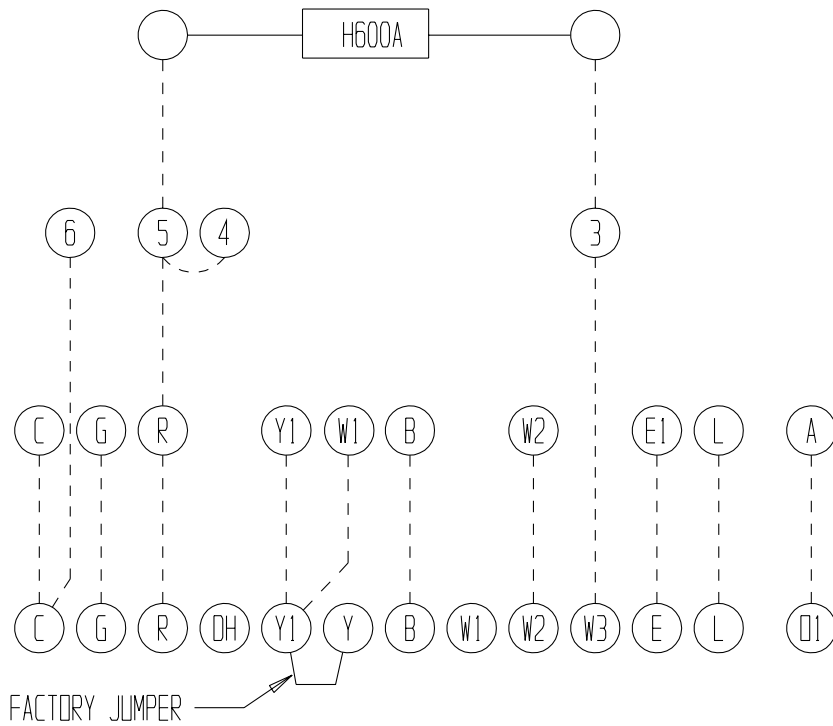 H600A
6 5 4 3
C G R Y1 W1 B W2 E1 L A
C G R DH Y1 Y B W1 W2 W3 E L O1
FACTORY JUMPER